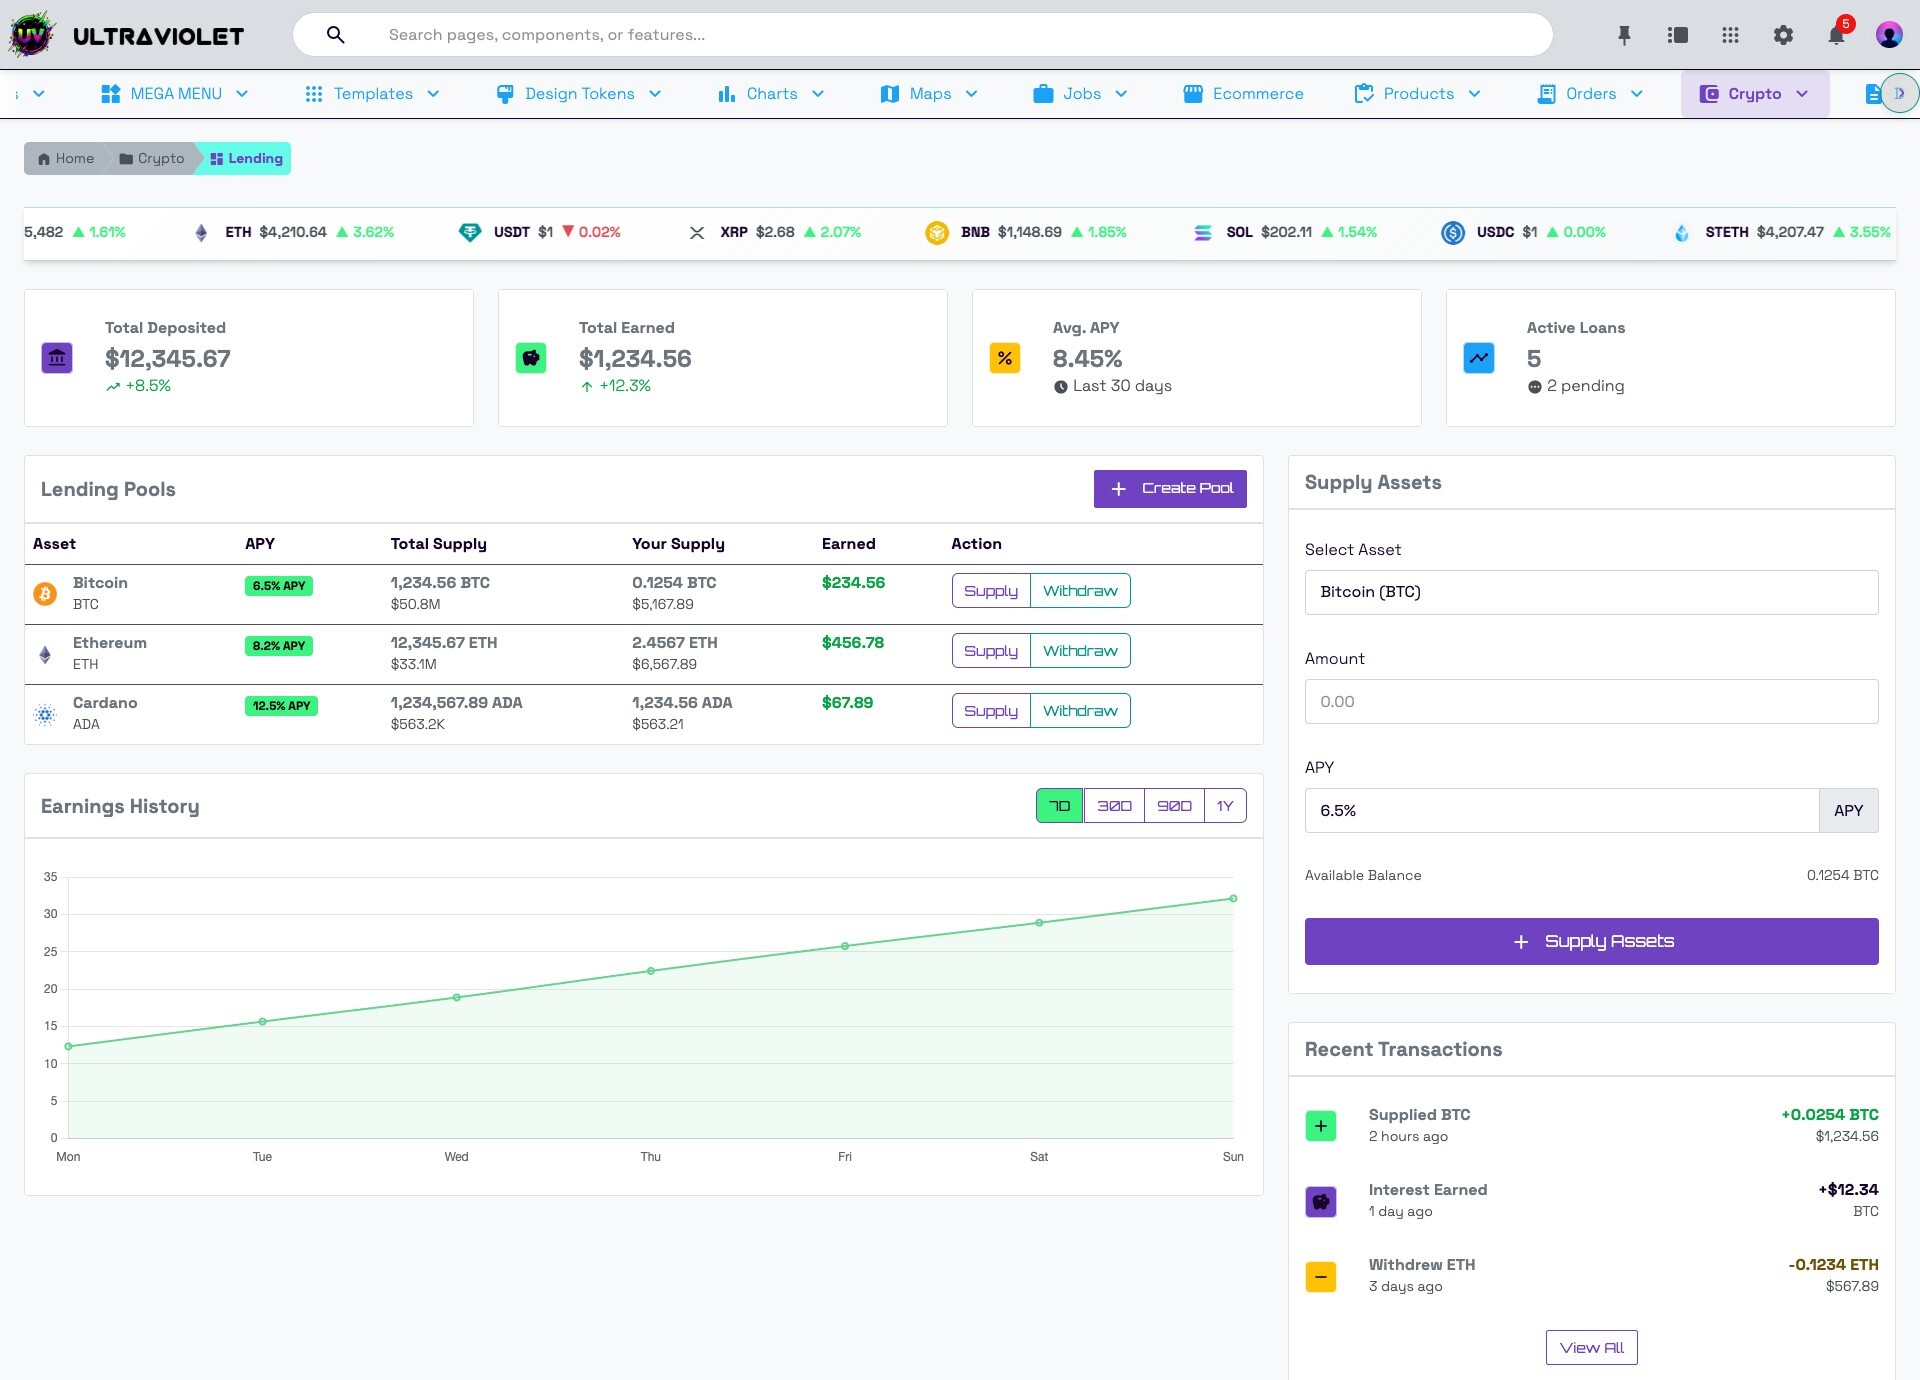 UV ULTRAVIOLET
Search pages, components, or features...
5
MEGA MENU
Templates
Design Tokens
Charts
Maps
Jobs
Ecommerce
Products
Orders
Crypto
Home
Crypto
Lending
5,482 ▲ 1.61%
ETH $4,210.64 ▲ 3.62%
USDT $1 ▼ 0.02%
XRP $2.68 ▲ 2.07%
BNB $1,148.69 ▲ 1.85%
SOL $202.11 ▲ 1.54%
USDC $1 ▲ 0.00%
STETH $4,207.47 ▲ 3.55%
Total Deposited
$12,345.67
+8.5%
Total Earned
$1,234.56
+12.3%
Avg. APY
8.45%
Last 30 days
Active Loans
5
2 pending
Lending Pools
+ Create Pool
Asset APY Total Supply Your Supply Earned Action
Bitcoin 6.5% APY 1,234.56 BTC 0.1254 BTC $234.56 Supply Withdraw
BTC $50.8M $5,167.89
Ethereum 8.2% APY 12,345.67 ETH 2.4567 ETH $456.78 Supply Withdraw
ETH $33.1M $6,567.89
Cardano 12.5% APY 1,234,567.89 ADA 1,234.56 ADA $67.89 Supply Withdraw
ADA $563.2K $563.21
Earnings History
7D 30D 90D 1Y
35
30
25
20
15
10
5
0
Mon Tue Wed Thu Fri Sat Sun
Supply Assets
Select Asset
Bitcoin (BTC)
Amount
0.00
APY
6.5% APY
Available Balance 0.1254 BTC
+ Supply Assets
Recent Transactions
Supplied BTC +0.0254 BTC
2 hours ago $1,234.56
Interest Earned +$12.34
1 day ago BTC
Withdrew ETH -0.1234 ETH
3 days ago $567.89
View All